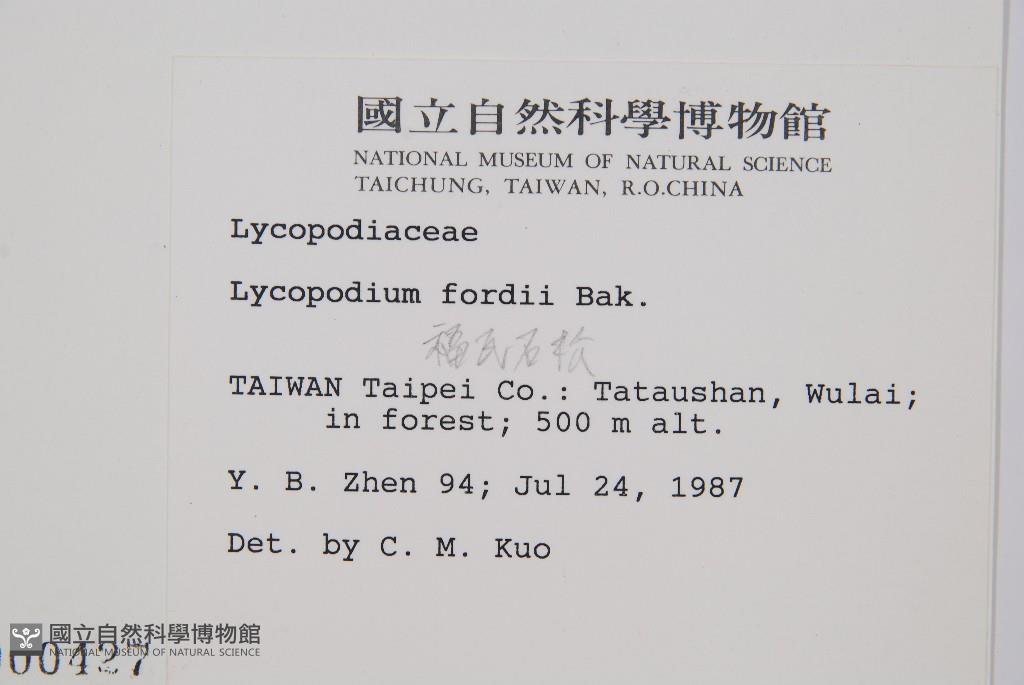 國立自然科學博物館
NATIONAL MUSEUM OF NATURAL SCIENCE
TAICHUNG, TAIWAN, R.O.CHINA
Lycopodiaceae
Lycopodium fordii Bak.
福氏石松
TAIWAN Taipei Co.: Tataushan, Wulai;
in forest; 500 m alt.
Y. B. Zhen 94; Jul 24, 1987
Det. by C. M. Kuo
國立自然科學博物館
NATIONAL MUSEUM OF NATURAL SCIENCE
000427